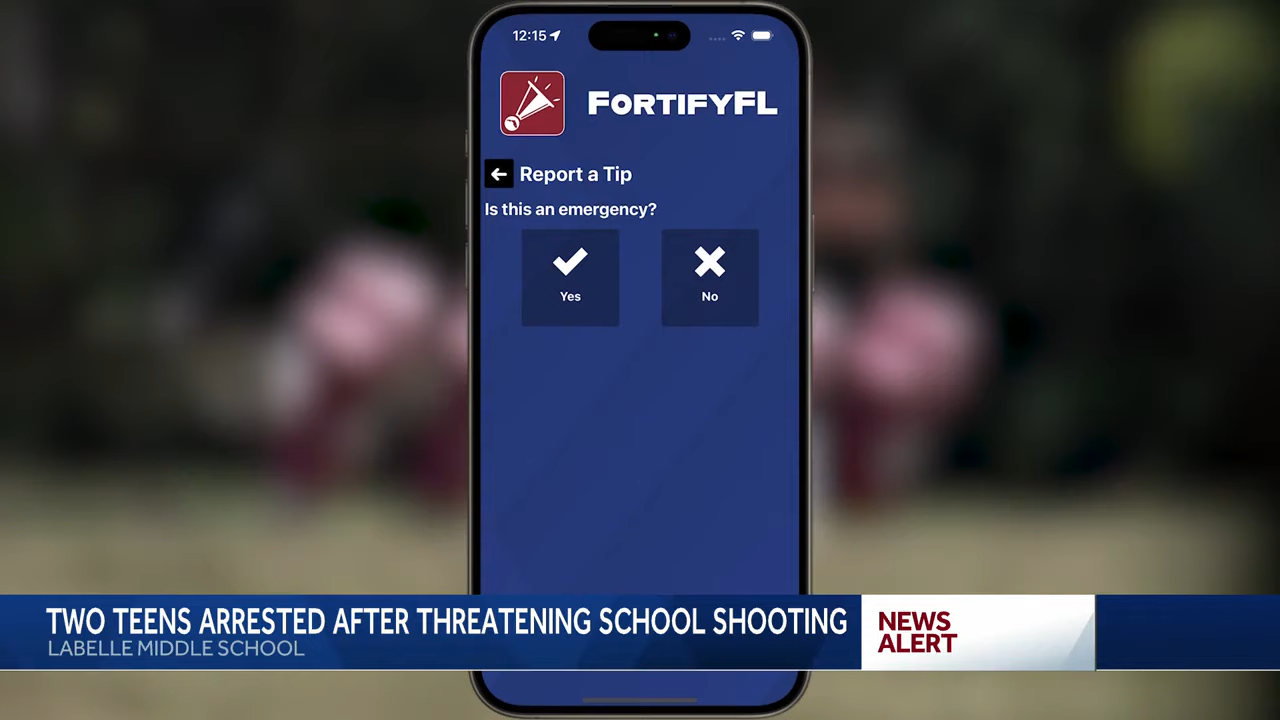 12:15
FORTIFYFL
Report a Tip
Is this an emergency?
Yes
No
TWO TEENS ARRESTED AFTER THREATENING SCHOOL SHOOTING
LABELLE MIDDLE SCHOOL
NEWS
ALERT